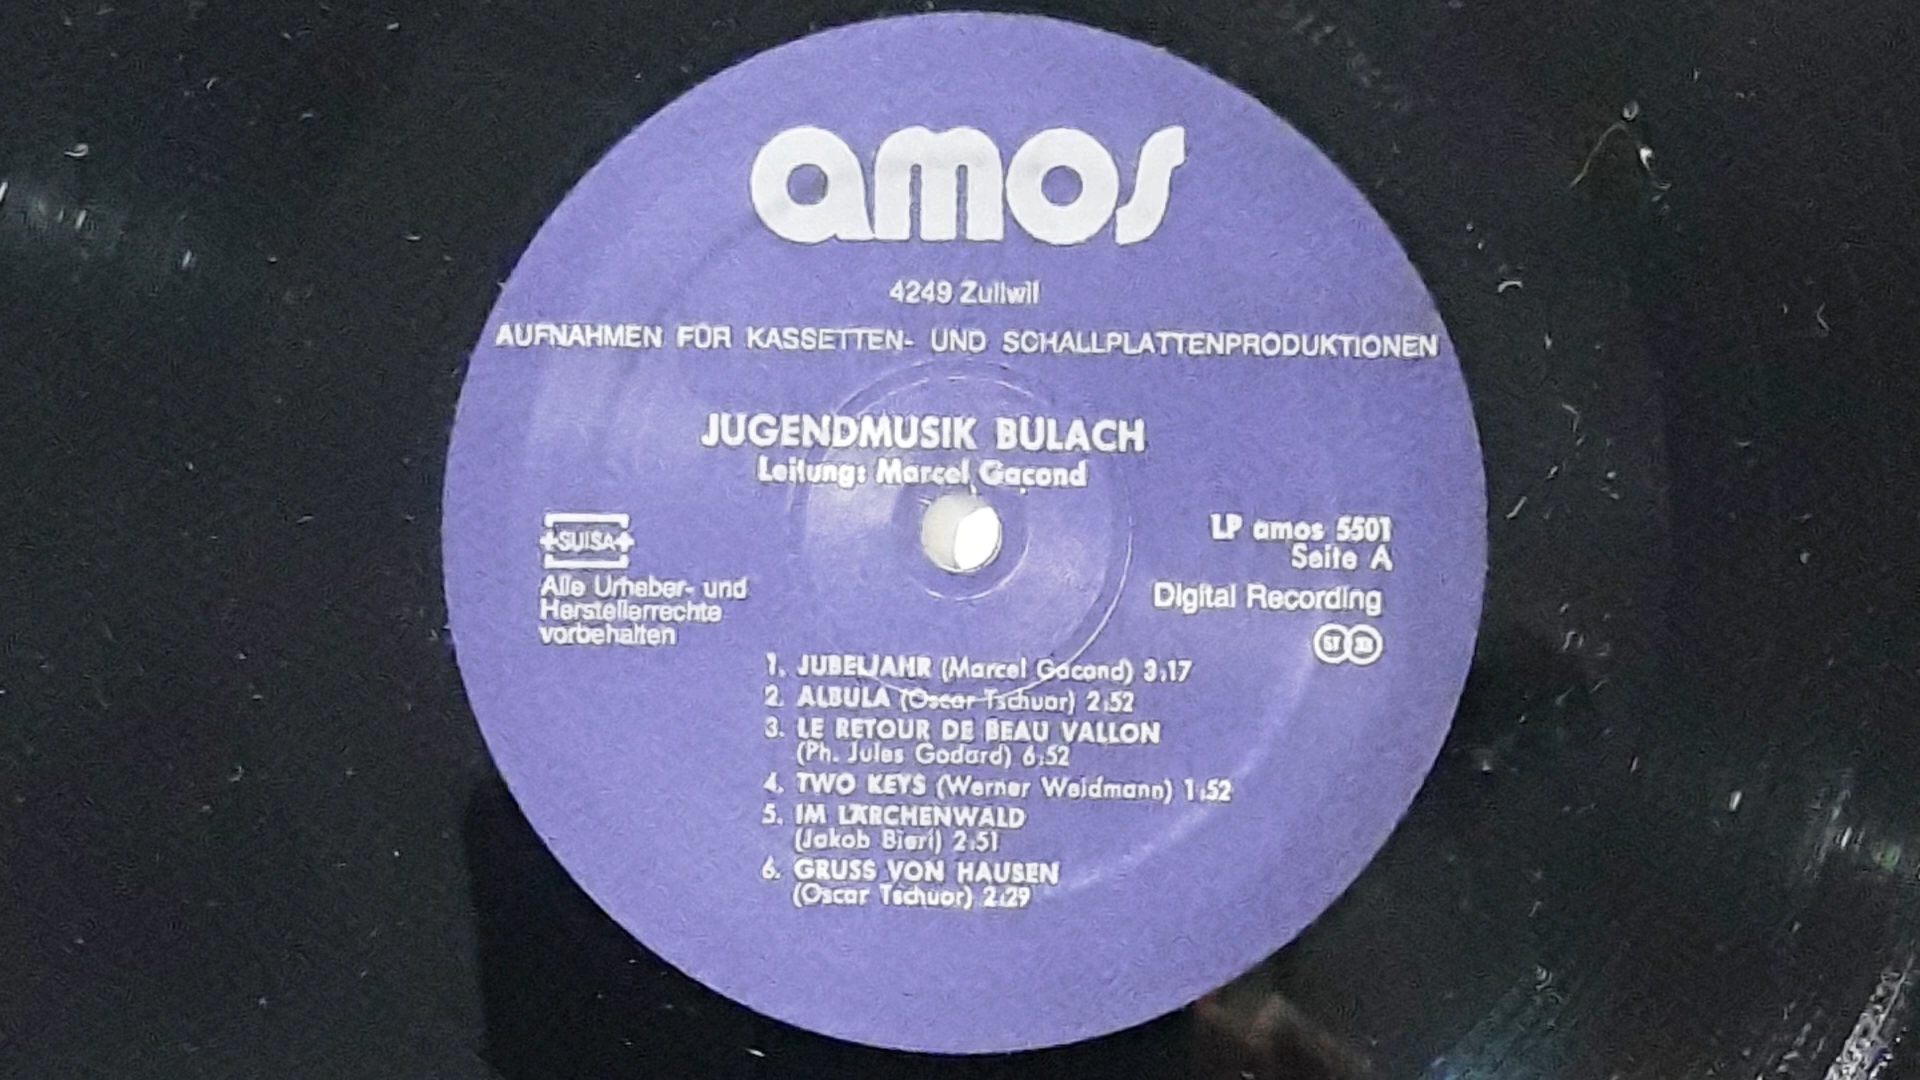 amos
4249 Zullwil
AUFNAHMEN FÜR KASSETTEN- UND SCHALLPLATTENPRODUKTIONEN
JUGENDMUSIK BÜLACH
Leitung: Marcel Gacond
SUISA
Alle Urheber- und
Herstellerrechte
vorbehalten
LP amos 5501
Seite A
Digital Recording
ST 33
1. JUBELJAHR (Marcel Gacond) 3:17
2. ALBULA (Oscar Tschuor) 2:52
3. LE RETOUR DE BEAU VALLON
(Ph. Jules Godard) 6:52
4. TWO KEYS (Werner Weidmann) 1:52
5. IM LÄRCHENWALD
(Jakob Bieri) 2:51
6. GRUSS VON HAUSEN
(Oscar Tschuor) 2:29